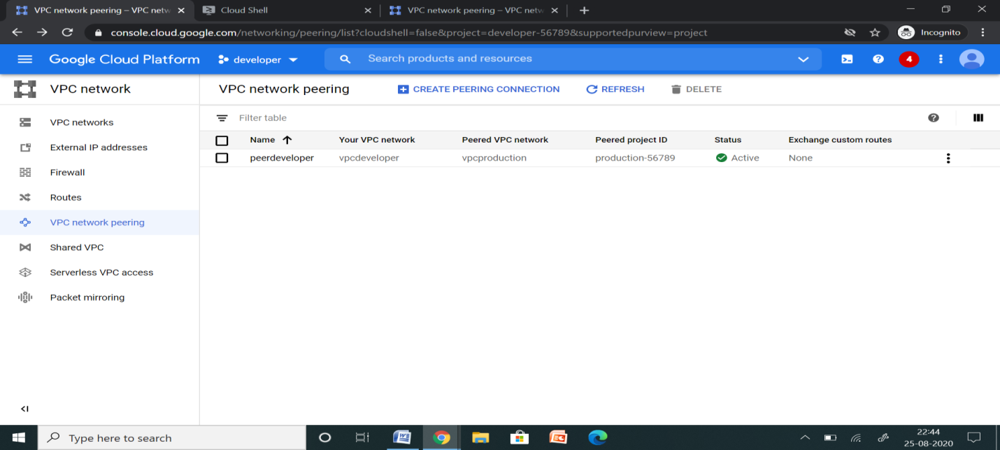 VPC network peering – VPC netw
Cloud Shell
VPC network peering – VPC netw
console.cloud.google.com/networking/peering/list?cloudshell=false&project=developer-56789&supportedpurview=project
Incognito
Google Cloud Platform
developer
Search products and resources
4
VPC network
VPC network peering
CREATE PEERING CONNECTION
REFRESH
DELETE
VPC networks
External IP addresses
Firewall
Routes
VPC network peering
Shared VPC
Serverless VPC access
Packet mirroring
Filter table
Name Your VPC network Peered VPC network Peered project ID Status Exchange custom routes
peerdeveloper vpcdeveloper vpcproduction production-56789 Active None
Type here to search
22:44
25-08-2020